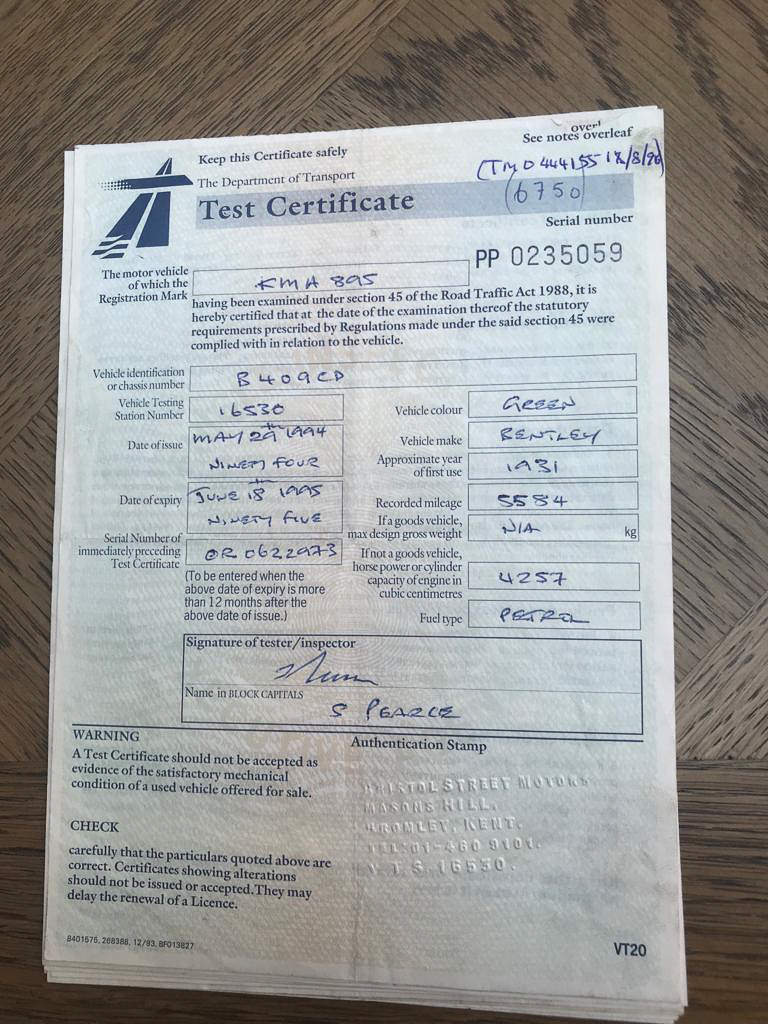 over!
See notes overleaf
Keep this Certificate safely
(TM 0444155 12/8/96)
The Department of Transport
(6750)
Test Certificate
Serial number
PP 0235059
The motor vehicle
of which the
Registration Mark
KMA 895
having been examined under section 45 of the Road Traffic Act 1988, it is
hereby certified that at the date of the examination thereof the statutory
requirements prescribed by Regulations made under the said section 45 were
complied with in relation to the vehicle.
Vehicle identification
or chassis number
B409CD
Vehicle Testing
Station Number
16530
Vehicle colour
GREEN
Date of issue
MAY 29th 1994
NINETY FOUR
Vehicle make
BENTLEY
Approximate year
of first use
1931
Date of expiry
JUNE 18th 1995
NINETY FIVE
Recorded mileage
5584
If a goods vehicle,
max design gross weight
N/A
kg
Serial Number of
immediately preceding
Test Certificate
OR 0622973
(To be entered when the
above date of expiry is more
than 12 months after the
above date of issue.)
If not a goods vehicle,
horse power or cylinder
capacity of engine in
cubic centimetres
4257
Fuel type
PETROL
Signature of tester/inspector
Name in BLOCK CAPITALS
S PEARCE
WARNING
A Test Certificate should not be accepted as
evidence of the satisfactory mechanical
condition of a used vehicle offered for sale.
CHECK
carefully that the particulars quoted above are
correct. Certificates showing alterations
should not be issued or accepted. They may
delay the renewal of a Licence.
Authentication Stamp
BRISTOL STREET MOTORS
MASONS HILL,
BROMLEY, KENT.
TEL:01-460 9101.
V.T.S. 16530.
8401576, 268388, 12/93, BF013827
VT20